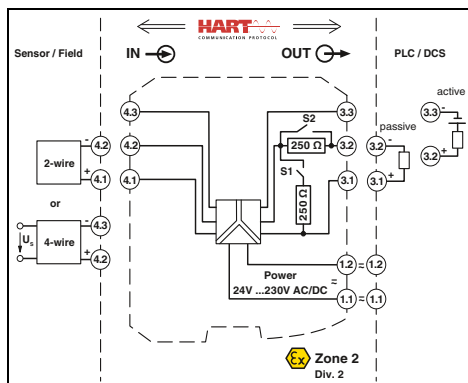 HART
COMMUNICATION PROTOCOL
Sensor / Field
IN
OUT
PLC / DCS
4.3
3.3
active
S2
3.3 -
passive
4.2
4.2
250 Ω
3.2
3.2 -
2-wire
-
+
4.1
4.1
S1
3.1
3.1 +
3.2 +
250 Ω
or
4-wire
Us
-
4.3
+
4.2
Power
24V ...230V AC/DC
≂
1.2 ≈ 1.2
1.1 ≈ 1.1
Ex
Zone 2
Div. 2